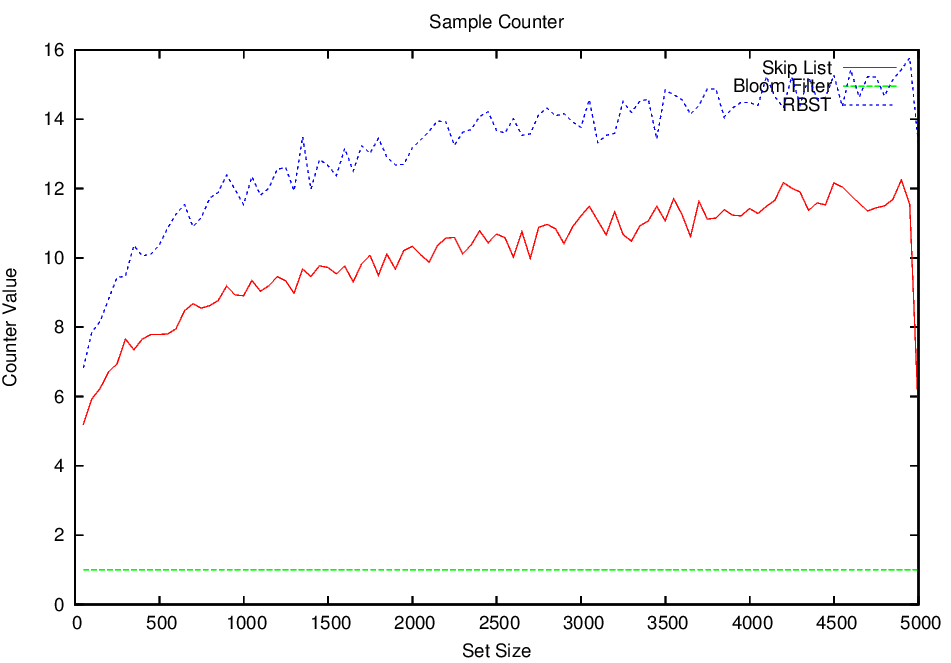 Sample Counter
16
14
12
10
8
6
4
2
0
Counter Value
Skip List
Bloom Filter
RBST
0 500 1000 1500 2000 2500 3000 3500 4000 4500 5000
Set Size